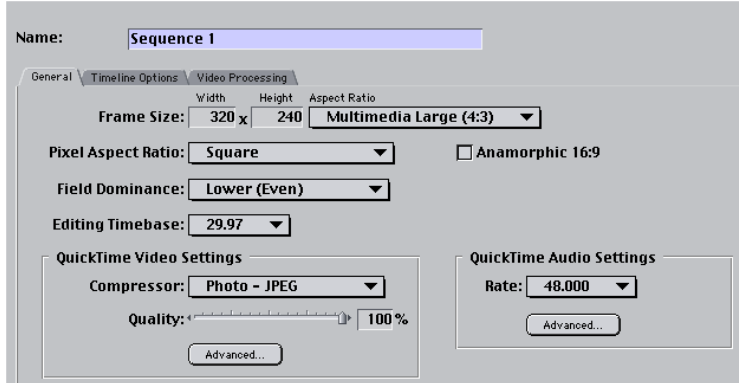 Name: Sequence 1
General Timeline Options Video Processing
Width Height Aspect Ratio
Frame Size: 320 x 240 Multimedia Large (4:3)
Pixel Aspect Ratio: Square Anamorphic 16:9
Field Dominance: Lower (Even)
Editing Timebase: 29.97
QuickTime Video Settings QuickTime Audio Settings
Compressor: Photo - JPEG Rate: 48.000
Quality: 100 %
Advanced... Advanced...